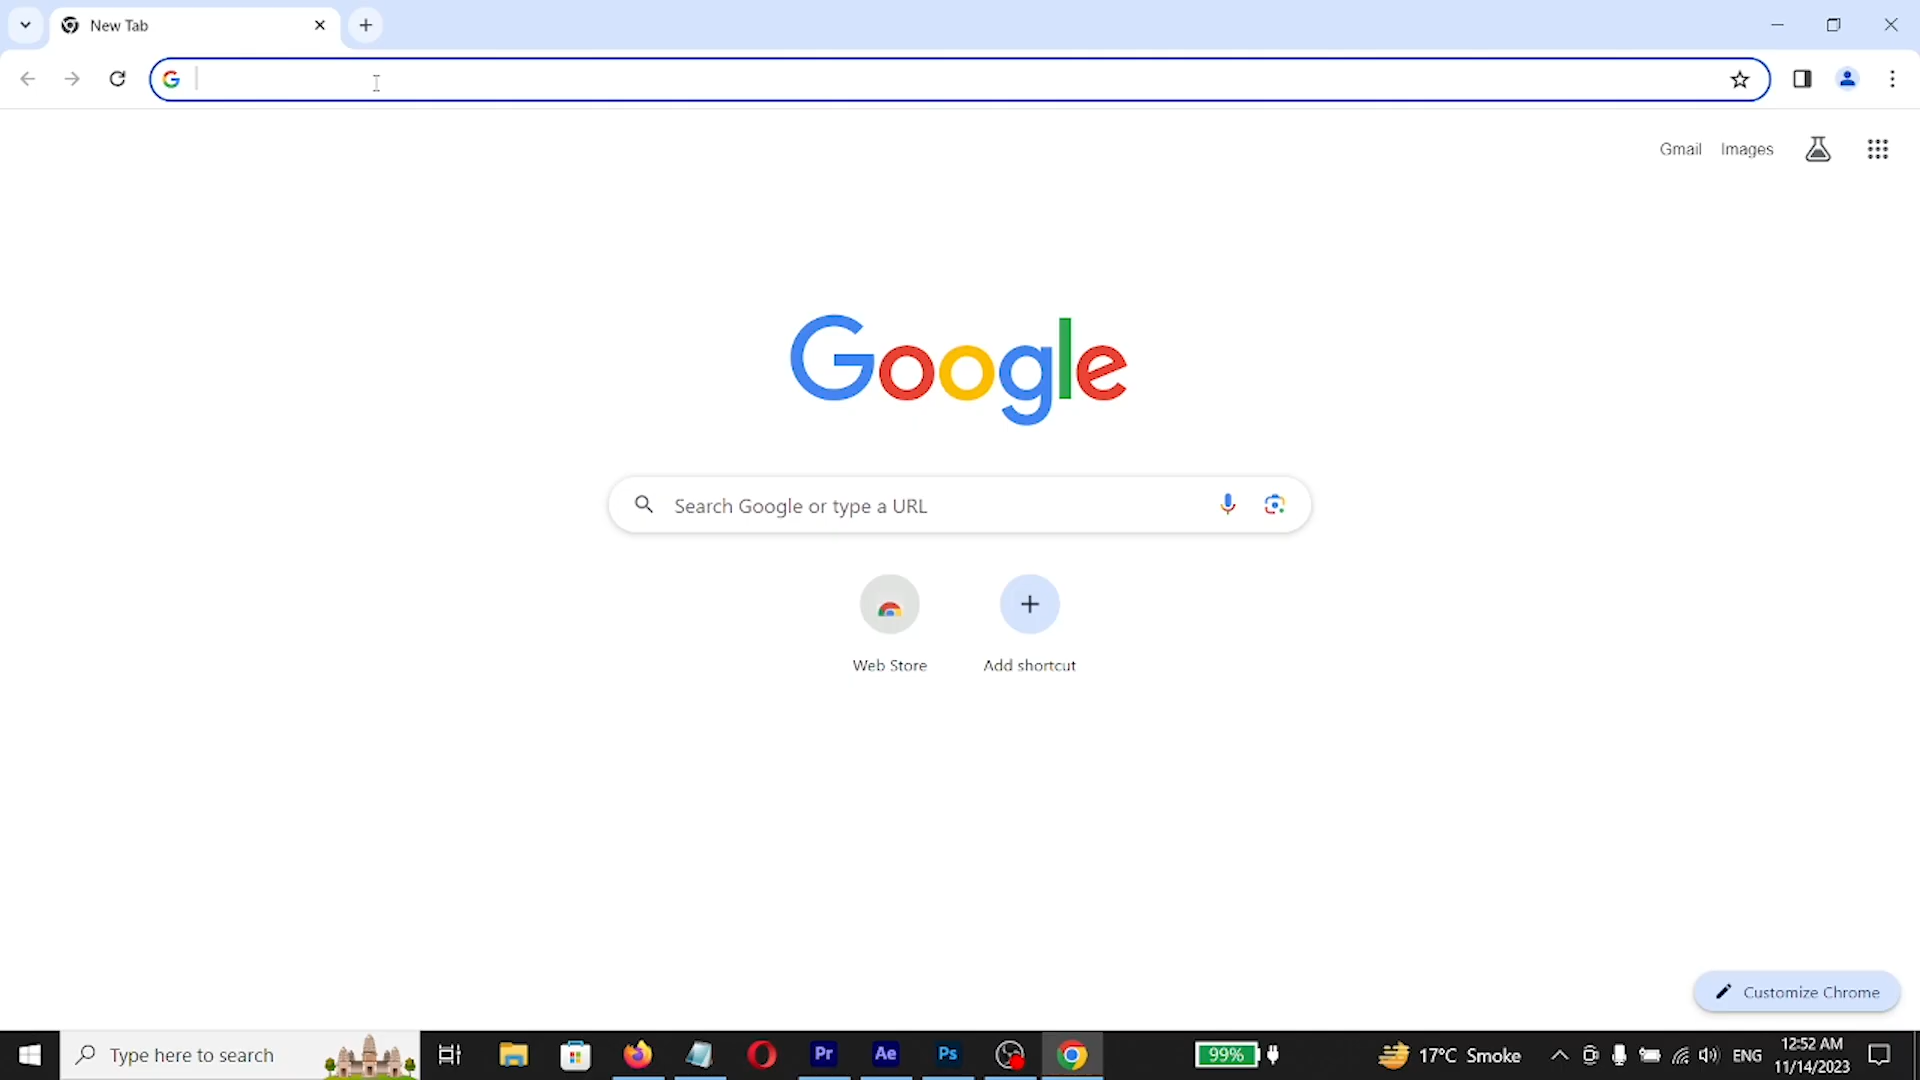 New Tab
Gmail Images
Google
Search Google or type a URL
Web Store Add shortcut
Customize Chrome
Type here to search Pr Ae Ps 99% 17°C Smoke ENG 12:52 AM
11/14/2023